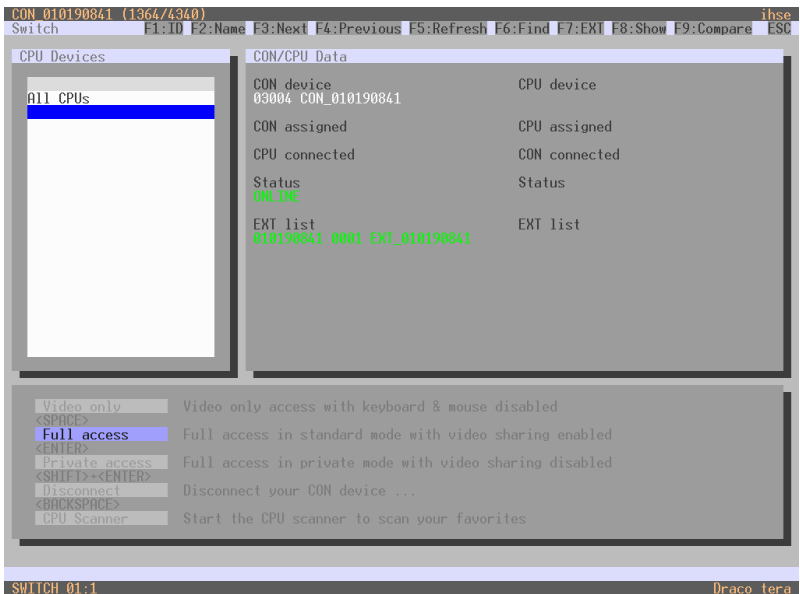 CON_010190841 (1364/4340) ihse
Switch F1:ID F2:Name F3:Next F4:Previous F5:Refresh F6:Find F7:EXT F8:Show F9:Compare ESC
CPU Devices
All CPUs
CON/CPU Data
CON device CPU device
03004 CON_010190841
CON assigned CPU assigned
CPU connected CON connected
Status Status
ONLINE
EXT list EXT list
010190841 0001 EXT_010190841
Video only Video only access with keyboard & mouse disabled
<SPACE>
Full access Full access in standard mode with video sharing enabled
<ENTER>
Private access Full access in private mode with video sharing disabled
<SHIFT>+<ENTER>
Disconnect Disconnect your CON device ...
<BACKSPACE>
CPU Scanner Start the CPU scanner to scan your favorites
SWITCH 01:1 Draco tera